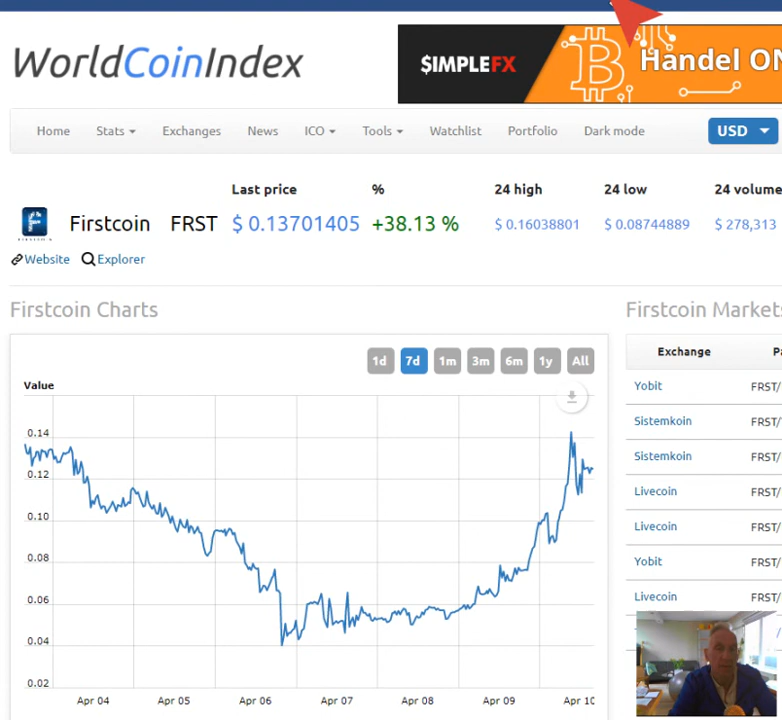 WorldCoinIndex
$IMPLEFX
Handel ON
Home Stats Exchanges News ICO Tools Watchlist Portfolio Dark mode USD
Last price % 24 high 24 low 24 volume
Firstcoin FRST $ 0.13701405 +38.13 % $ 0.16038801 $ 0.08744889 $ 278,313
Website Explorer
Firstcoin Charts
Firstcoin Markets
1d 7d 1m 3m 6m 1y All
Exchange Pa
Value
Yobit FRST/
Sistemkoin FRST/
Sistemkoin FRST/
Livecoin FRST/
Livecoin FRST/
Yobit FRST/
Livecoin FRST/
0.14
0.12
0.10
0.08
0.06
0.04
0.02
Apr 04 Apr 05 Apr 06 Apr 07 Apr 08 Apr 09 Apr 10